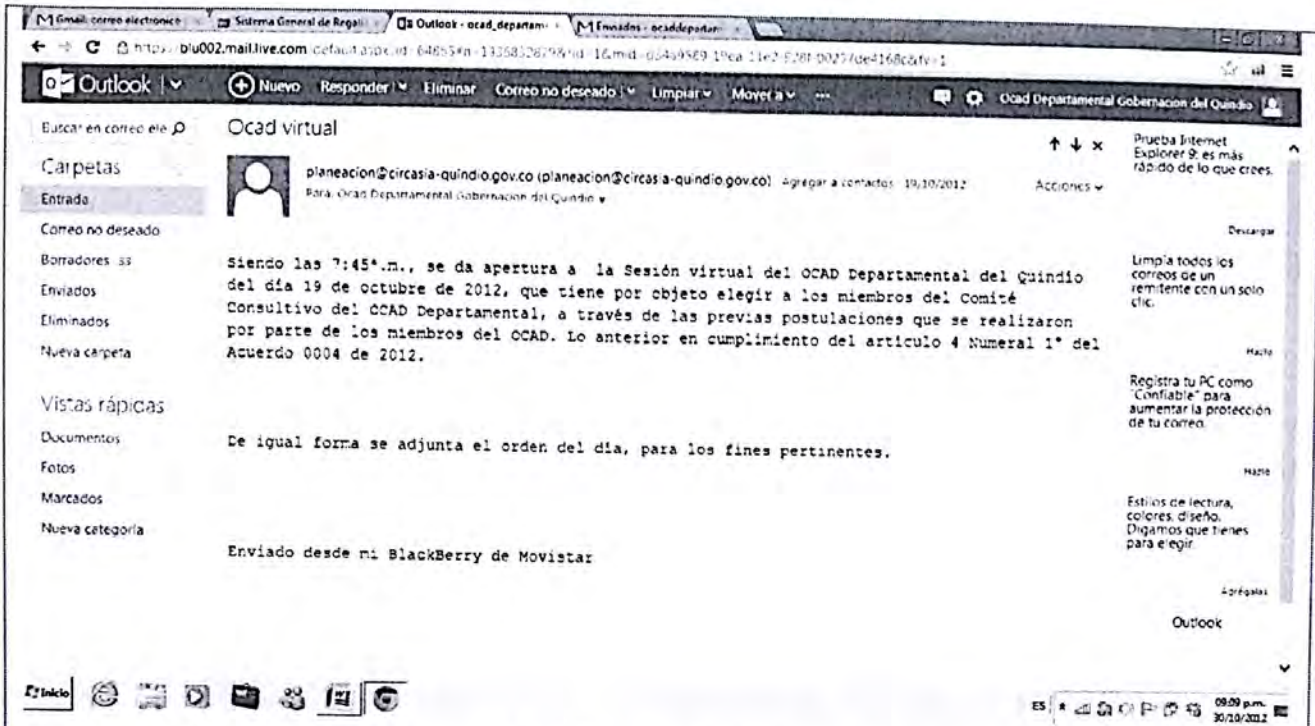 Gmail: correo electrónico
Sistema General de Regalí
Outlook - ocad_departam
Enviados - ocaddepartam
blu002.mail.live.com
Outlook
Nuevo Responder Eliminar Correo no deseado Limpiar Mover a ...
Ocad Departamental Gobernacion del Quindio
Buscar en correo ele
Ocad virtual
Carpetas
Entrada
Correo no deseado
Borradores 33
Enviados
Eliminados
Nueva carpeta
Vistas rápidas
Documentos
Fotos
Marcados
Nueva categoría
planeacion@circasia-quindio.gov.co (planeacion@circasia-quindio.gov.co) Agregar a contactos 19/10/2012
Acciones
Para: Ocad Departamental Gobernacion del Quindio
Siendo las 7:45*.m., se da apertura a la Sesión virtual del OCAD Departamental del Quindio
del día 19 de octubre de 2012, que tiene por objeto elegir a los miembros del Comité
Consultivo del OCAD Departamental, a través de las previas postulaciones que se realizaron
por parte de los miembros del OCAD. Lo anterior en cumplimiento del articulo 4 Numeral 1° del
Acuerdo 0004 de 2012.
De igual forma se adjunta el orden del día, para los fines pertinentes.
Enviado desde mi BlackBerry de Movistar
Prueba Internet
Explorer 9: es más
rápido de lo que crees.
Descargar
Limpia todos los
correos de un
remitente con un solo
clic.
Hazlo
Registra tu PC como
"Confiable" para
aumentar la protección
de tu correo.
Hazlo
Estilos de lectura,
colores, diseño.
Digamos que tienes
para elegir.
Agrégalas
Outlook
Inicio
ES
09:09 p.m.
30/10/2012